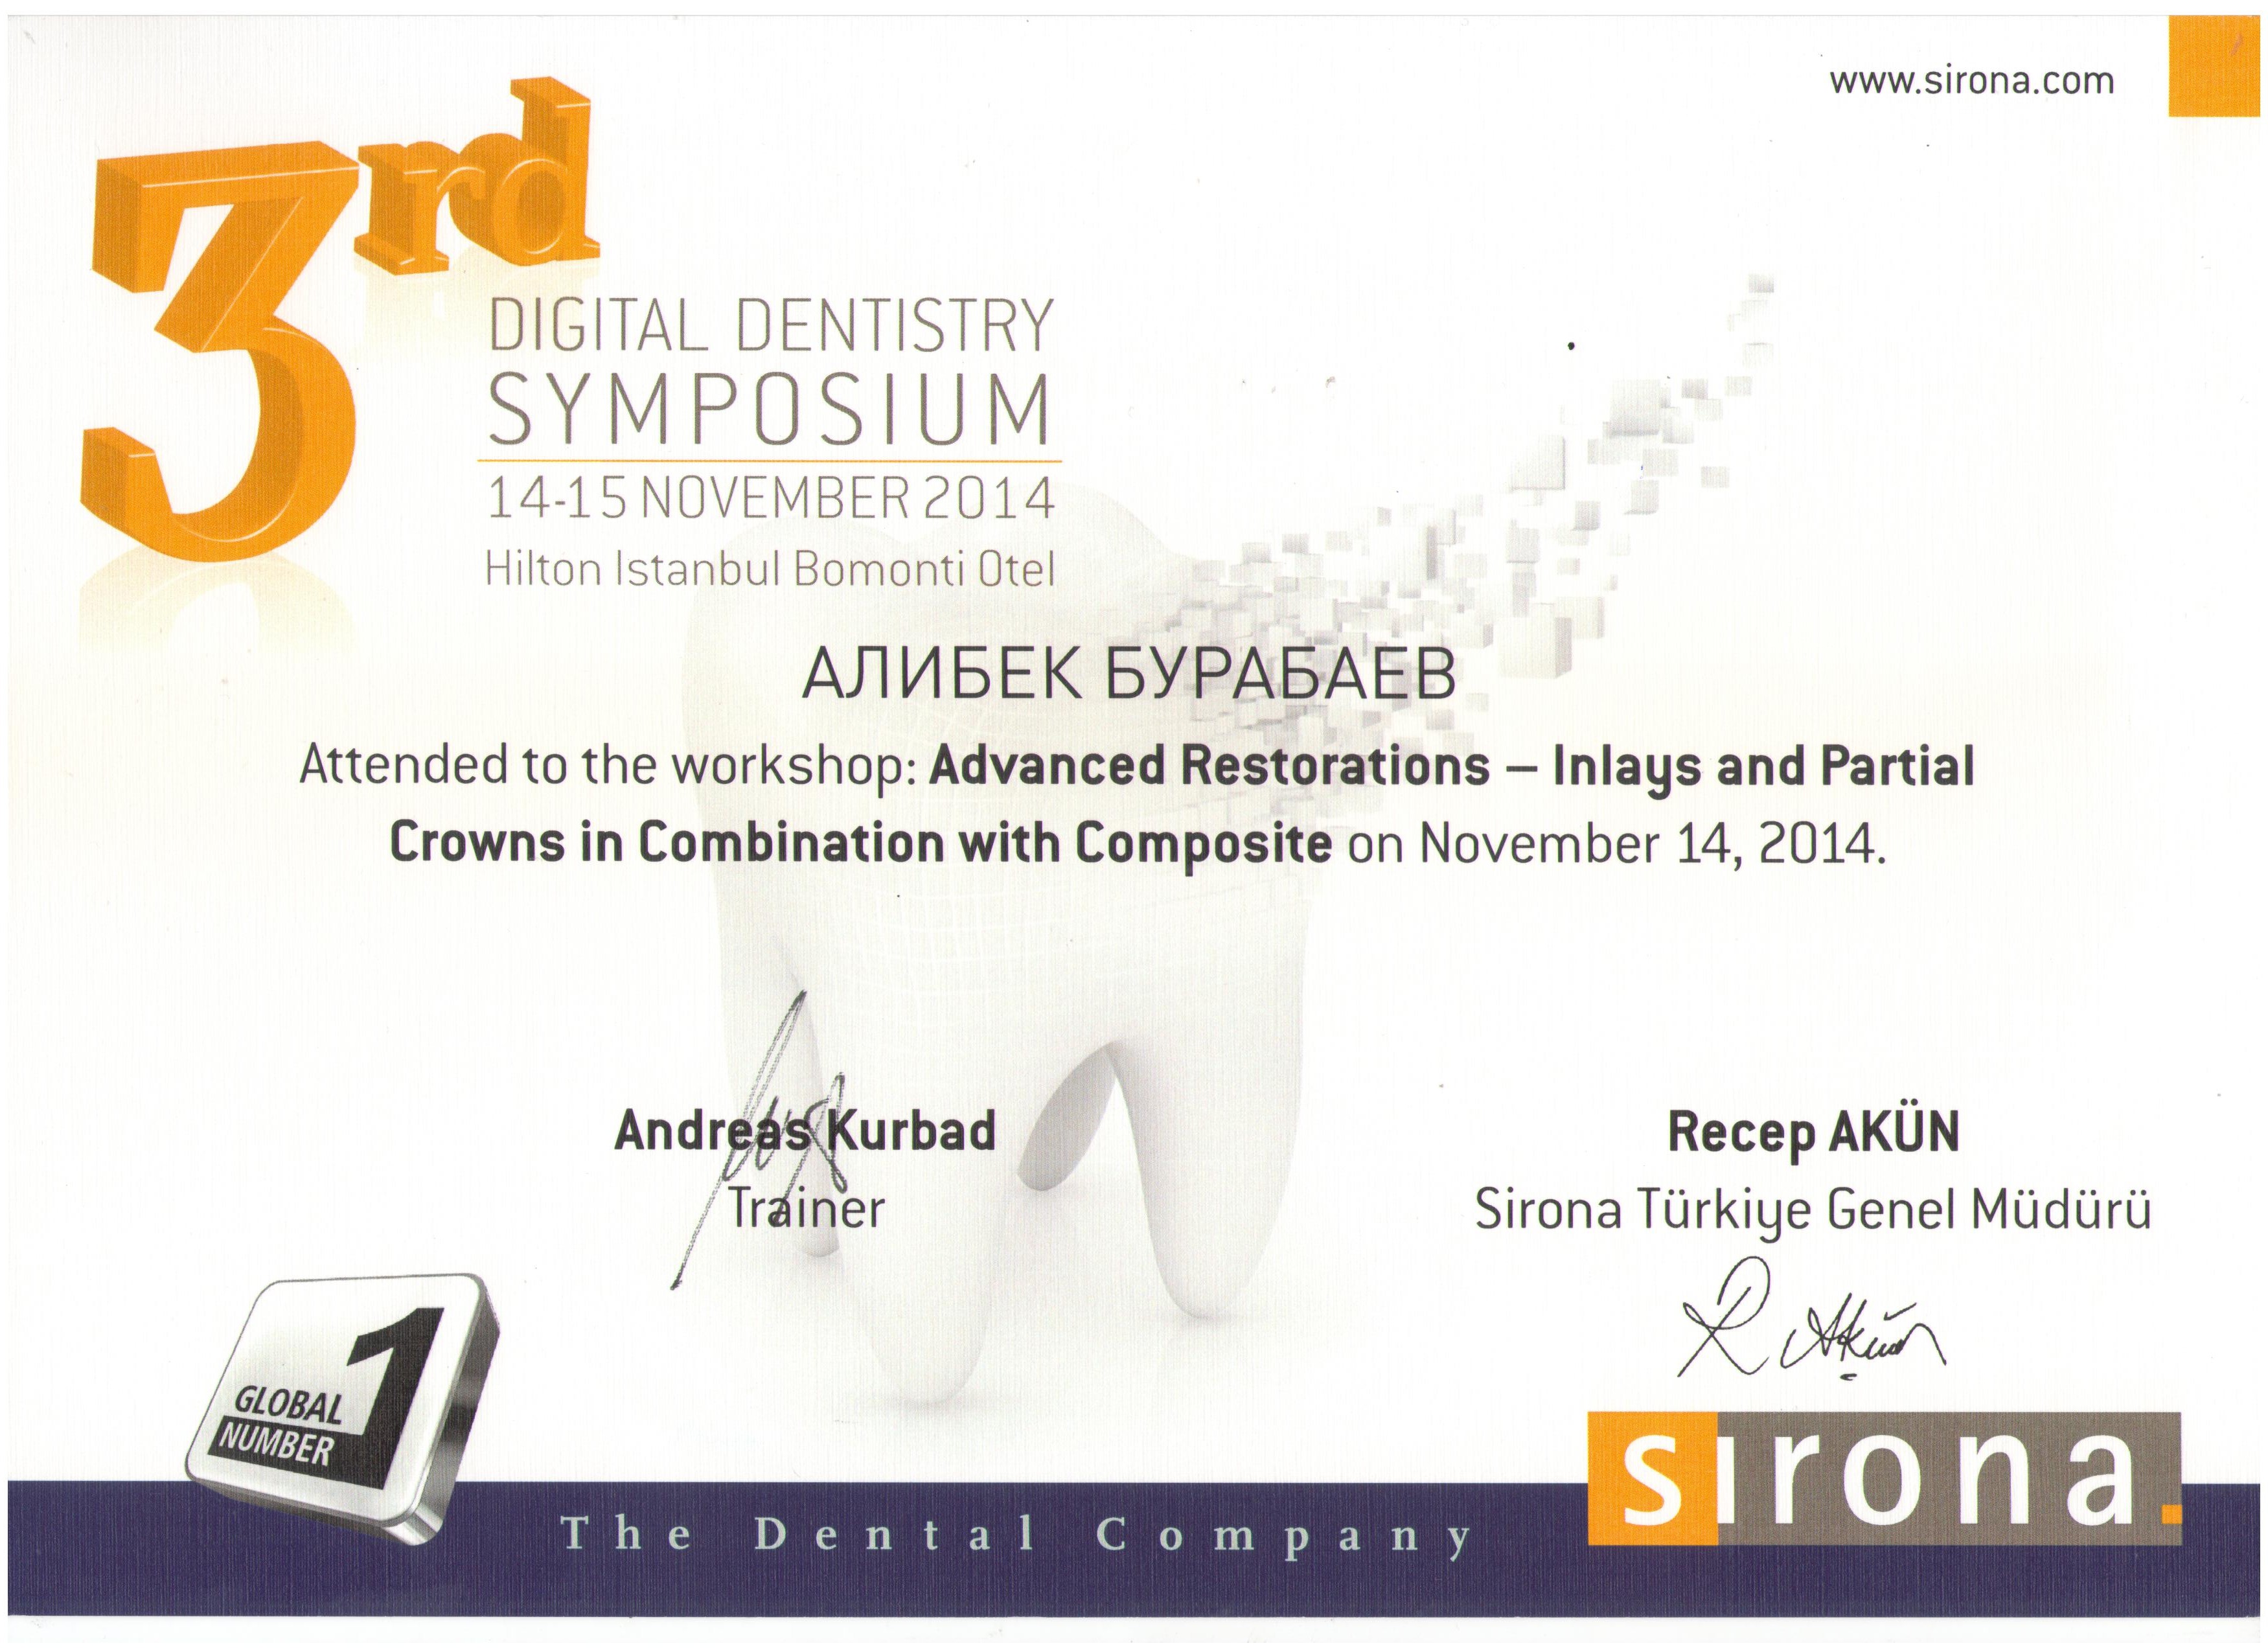 www.sirona.com
3rd
DIGITAL DENTISTRY
SYMPOSIUM
14-15 NOVEMBER 2014
Hilton Istanbul Bomonti Otel
АЛИБЕК БУРАБАЕВ
Attended to the workshop: Advanced Restorations – Inlays and Partial
Crowns in Combination with Composite on November 14, 2014.
Andreas Kurbad
Trainer
Recep AKÜN
Sirona Türkiye Genel Müdürü
R Akün
GLOBAL
NUMBER
1
The Dental Company
sırona.